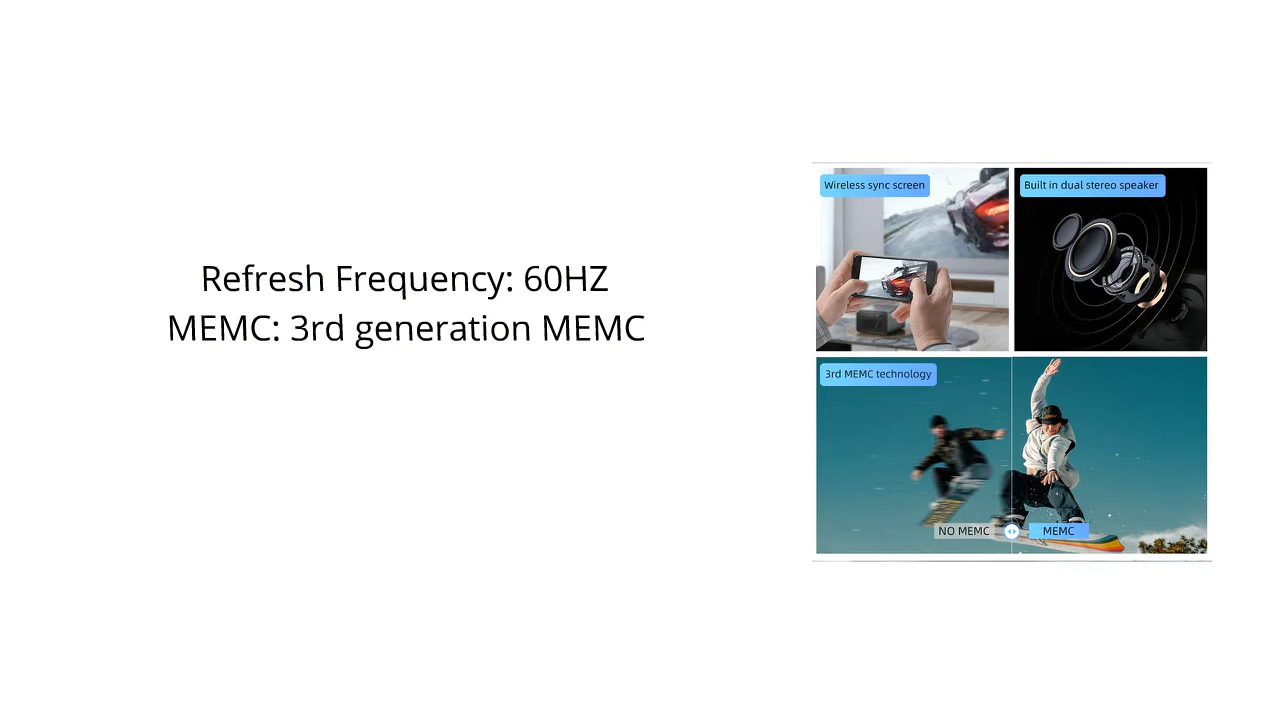 Refresh Frequency: 60HZ
MEMC: 3rd generation MEMC
Wireless sync screen
Built in dual stereo speaker
3rd MEMC technology
NO MEMC
MEMC